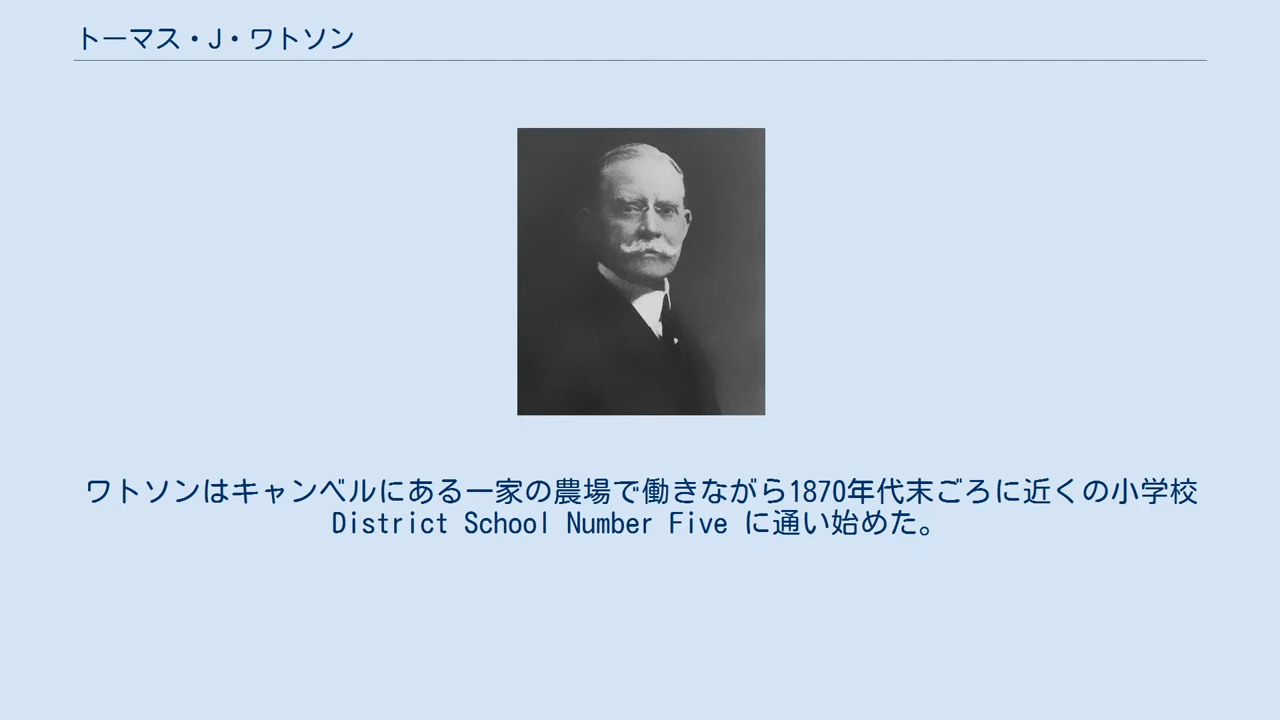 トーマス・J・ワトソン
ワトソンはキャンベルにある一家の農場で働きながら1870年代末ごろに近くの小学校
District School Number Five に通い始めた。